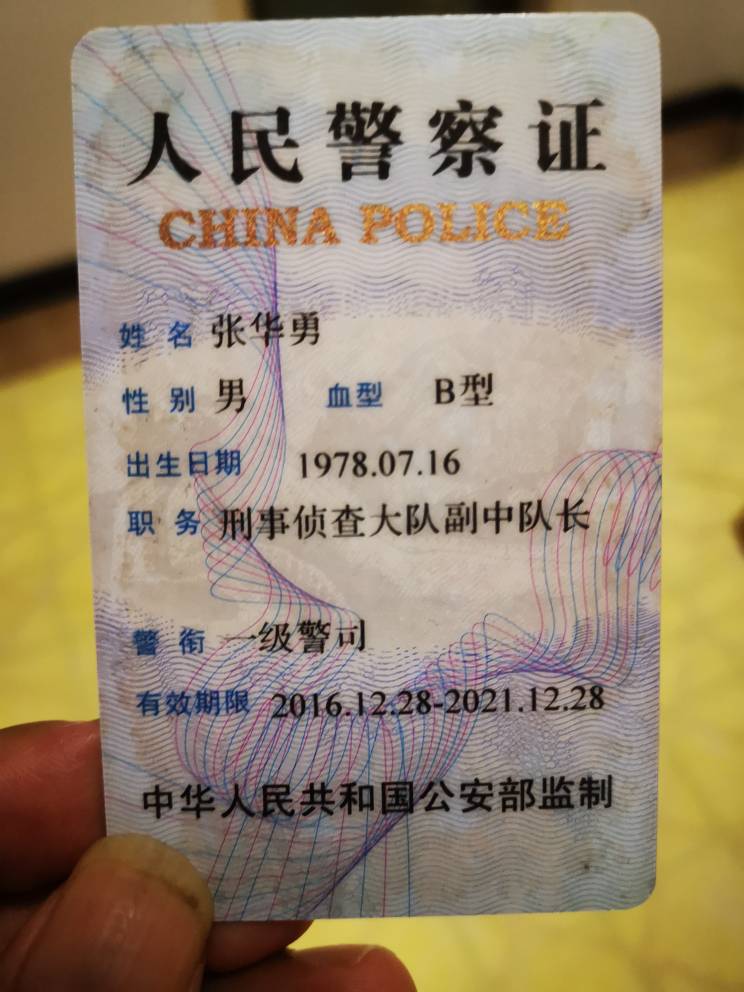 人民警察证
CHINA POLICE
姓 名 张华勇
性 别 男 血型 B型
出生日期 1978.07.16
职 务 刑事侦查大队副中队长
警 衔 一级警司
有效期限 2016.12.28-2021.12.28
中华人民共和国公安部监制